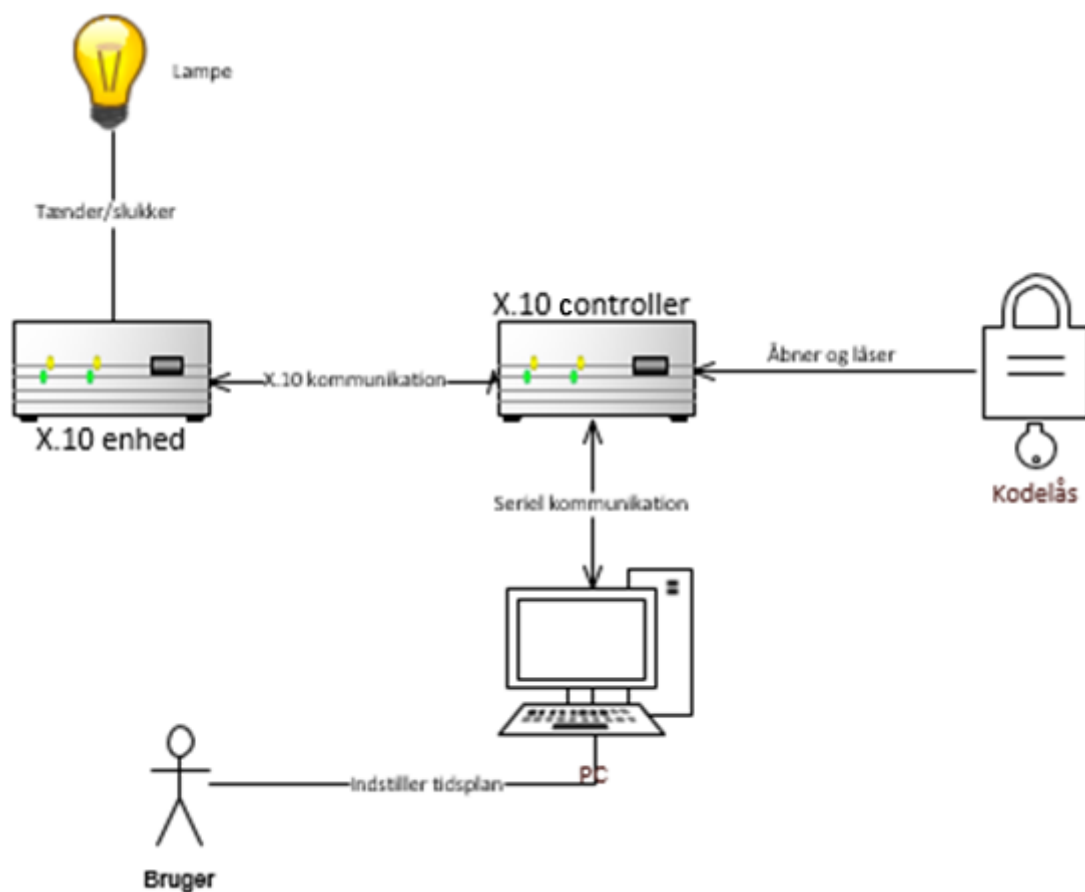 Lampe
Tænder/slukker
X.10 controller
Åbner og låser
X.10 kommunikation
X.10 enhed
Kodelås
Seriel kommunikation
PC
Indstiller tidsplan
Bruger